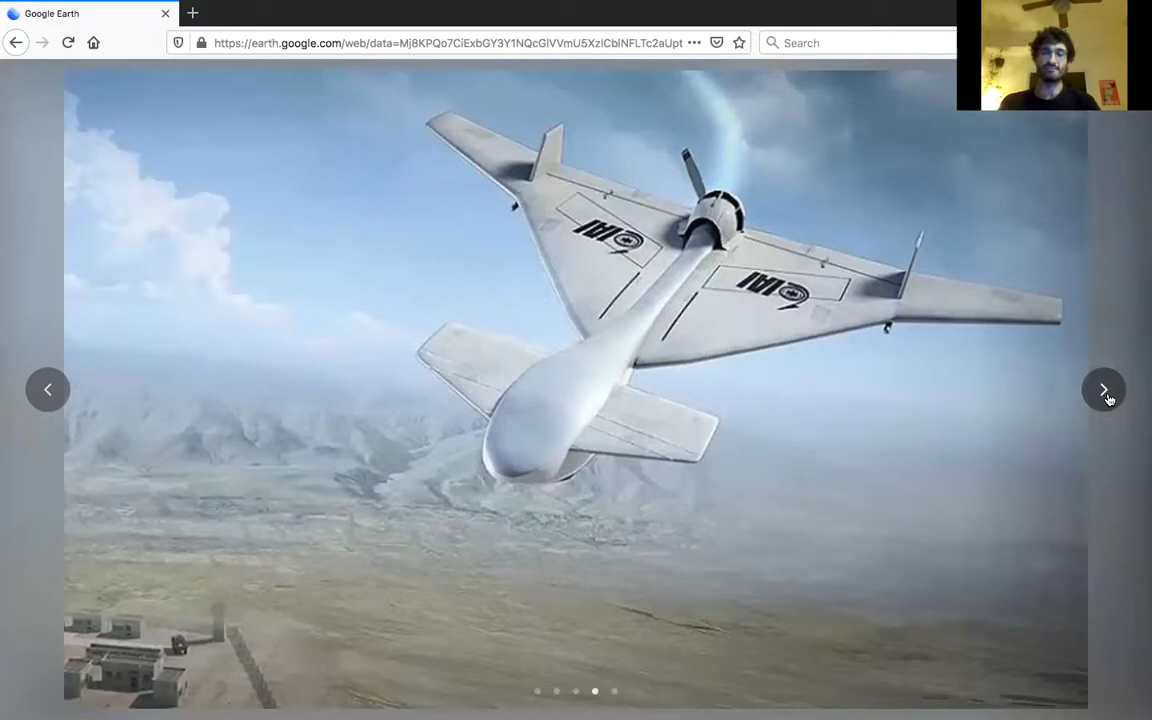 Google Earth
https://earth.google.com/web/data=Mj8KPQo7CiExbGY3Y1NQcGlVVmU5XzlCblNFLTc2aUpt
Search
IAI
IAI